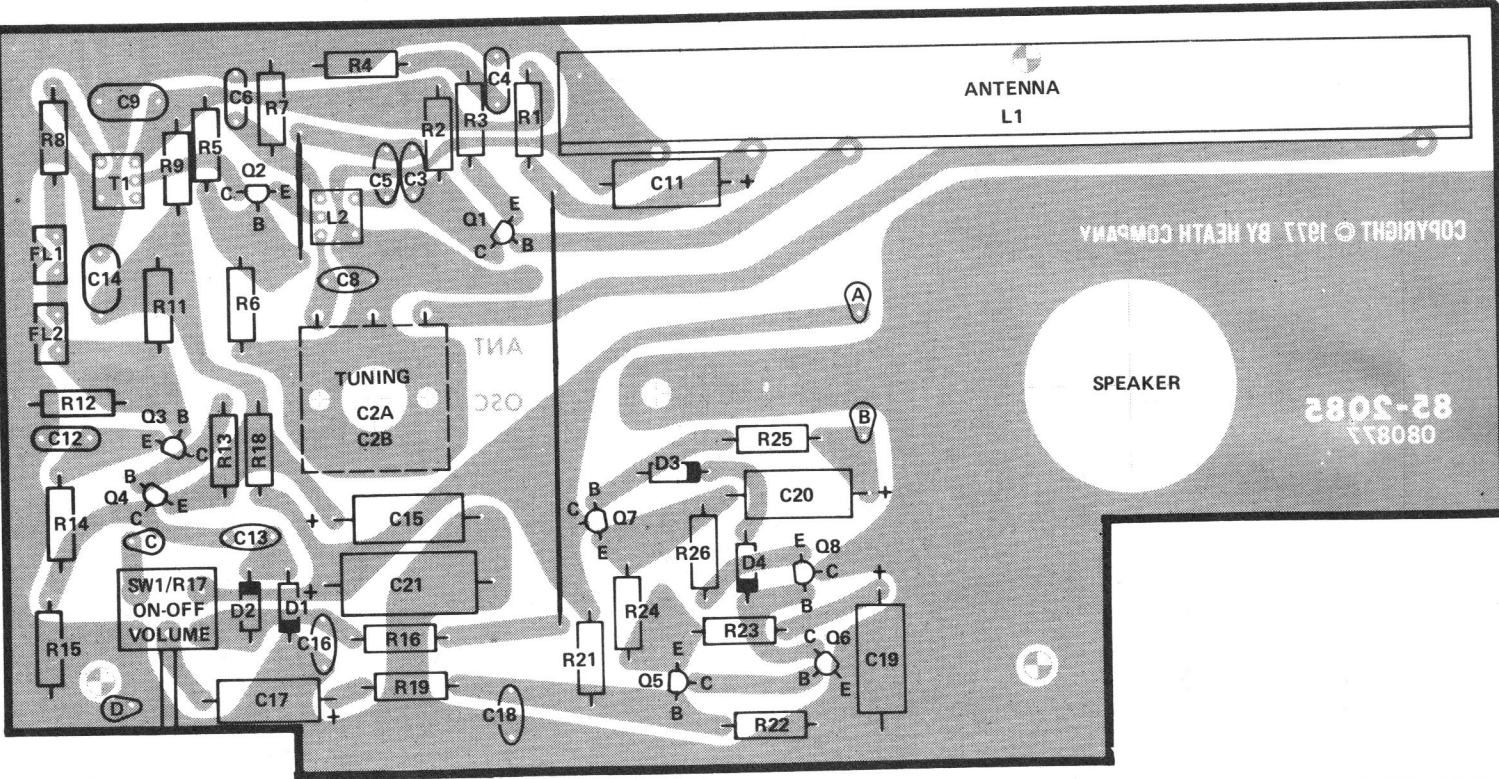 R4
C4
ANTENNA
L1
C9
C6
R7
R2
R3
R1
R8
R5
R9
T1
Q2
C
E
B
C5
C3
C11
+
L2
E
Q1
C
B
COPYRIGHT © 1977 BY HEATH COMPANY
FL1
C14
C8
R11
R6
A
FL2
ANT
TUNING
C2A
C2B
OSC
SPEAKER
85-2085
080877
R12
Q3
B
E
C
C12
R13
R18
B
R25
D3
B
Q4
E
C
C20
+
R14
C
C13
+
C15
B
C
Q7
E
R26
D4
E
Q8
C
B
SW1/R17
ON-OFF
VOLUME
D2
D1
+
C21
R24
+
R15
C16
R16
R21
R23
E
Q5
C
B
C
Q6
B
E
C19
D
C17
+
R19
C18
R22